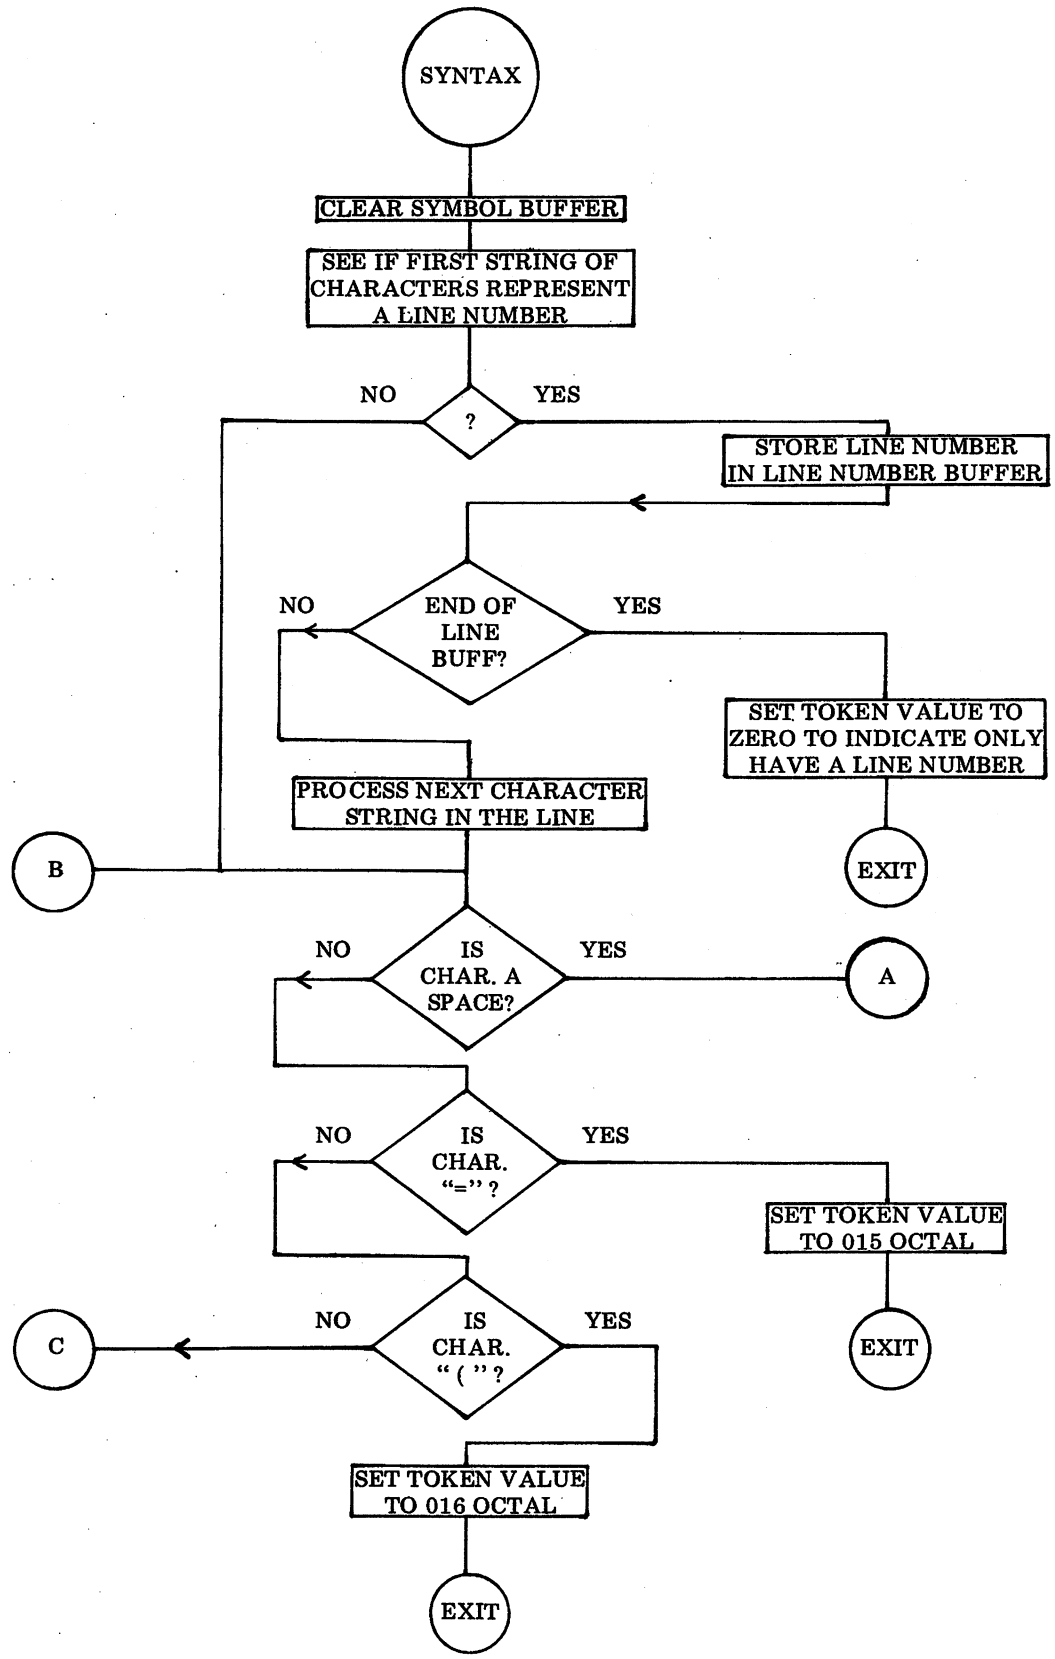 SYNTAX
CLEAR SYMBOL BUFFER
SEE IF FIRST STRING OF
CHARACTERS REPRESENT
A LINE NUMBER
NO
?
YES
STORE LINE NUMBER
IN LINE NUMBER BUFFER
NO
END OF
LINE
BUFF?
YES
SET TOKEN VALUE TO
ZERO TO INDICATE ONLY
HAVE A LINE NUMBER
PROCESS NEXT CHARACTER
STRING IN THE LINE
B
EXIT
NO
IS
CHAR. A
SPACE?
YES
A
NO
IS
CHAR.
“=” ?
YES
SET TOKEN VALUE
TO 015 OCTAL
C
NO
IS
CHAR.
“ ( ” ?
YES
EXIT
SET TOKEN VALUE
TO 016 OCTAL
EXIT